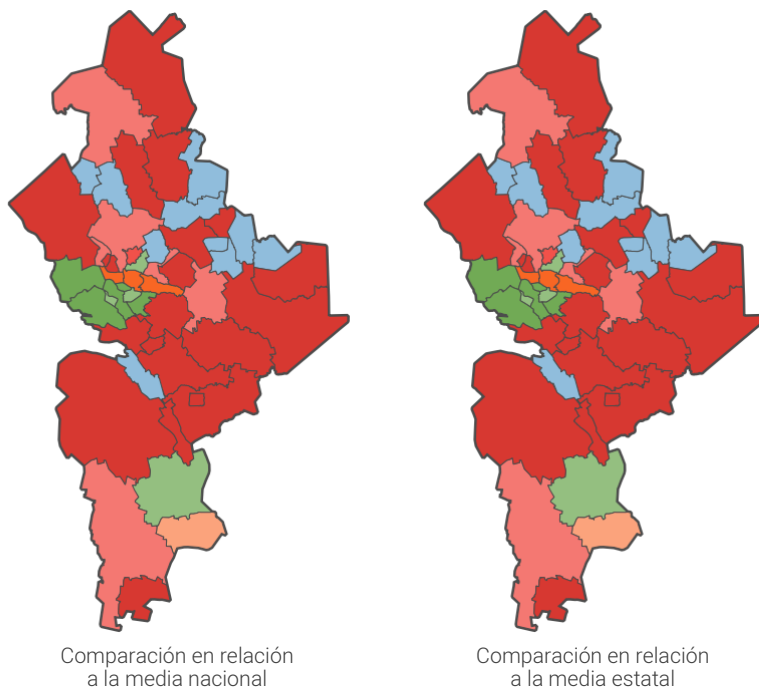 Comparación en relación
a la media nacional
Comparación en relación
a la media estatal